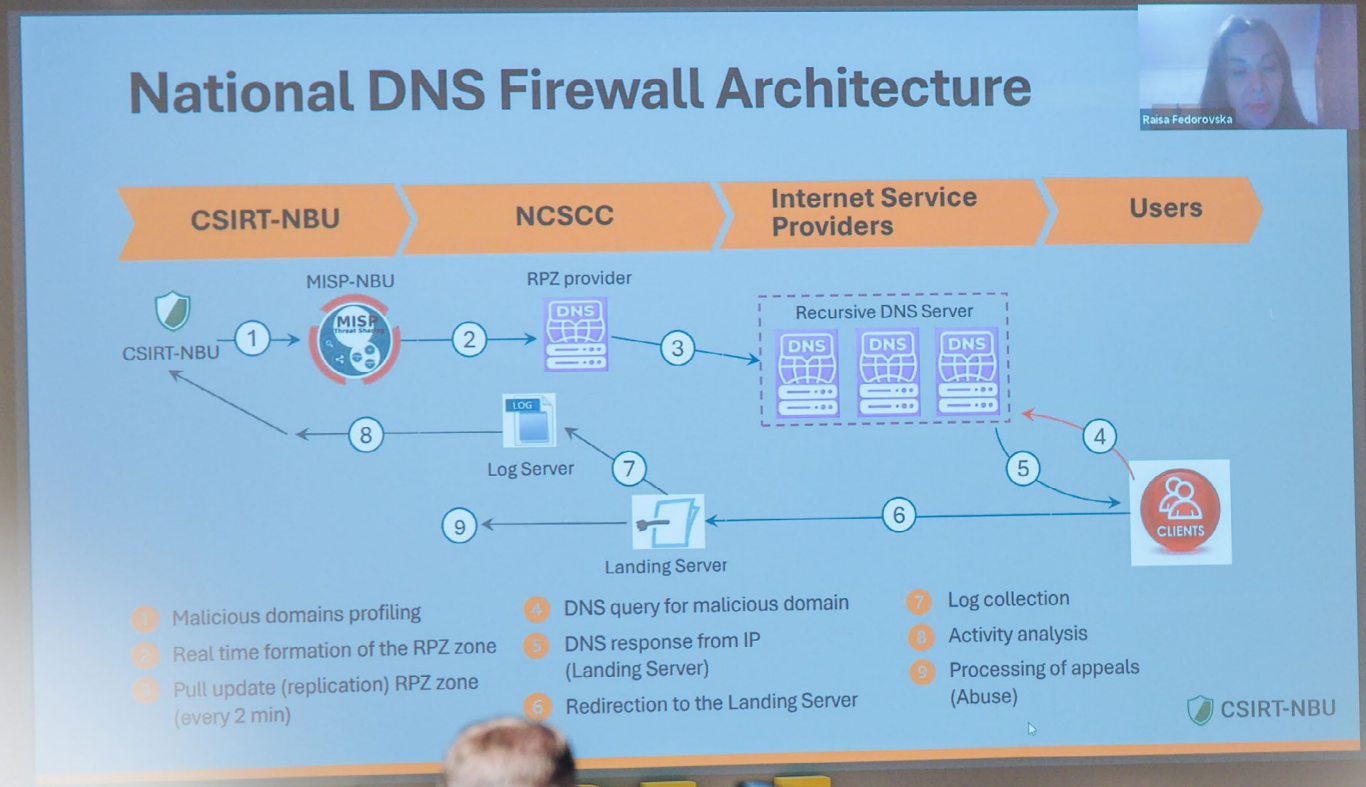 National DNS Firewall Architecture
Raisa Fedorovska
CSIRT-NBU
NCSCC
Internet Service
Providers
Users
MISP-NBU
RPZ provider
Recursive DNS Server
MISP
Threat Sharing
DNS
DNS
DNS
DNS
CSIRT-NBU
1
2
3
4
5
6
7
8
9
LOG
Log Server
Landing Server
CLIENTS
1 Malicious domains profiling
2 Real time formation of the RPZ zone
3 Pull update (replication) RPZ zone
(every 2 min)
4 DNS query for malicious domain
5 DNS response from IP
(Landing Server)
6 Redirection to the Landing Server
7 Log collection
8 Activity analysis
9 Processing of appeals
(Abuse)
CSIRT-NBU